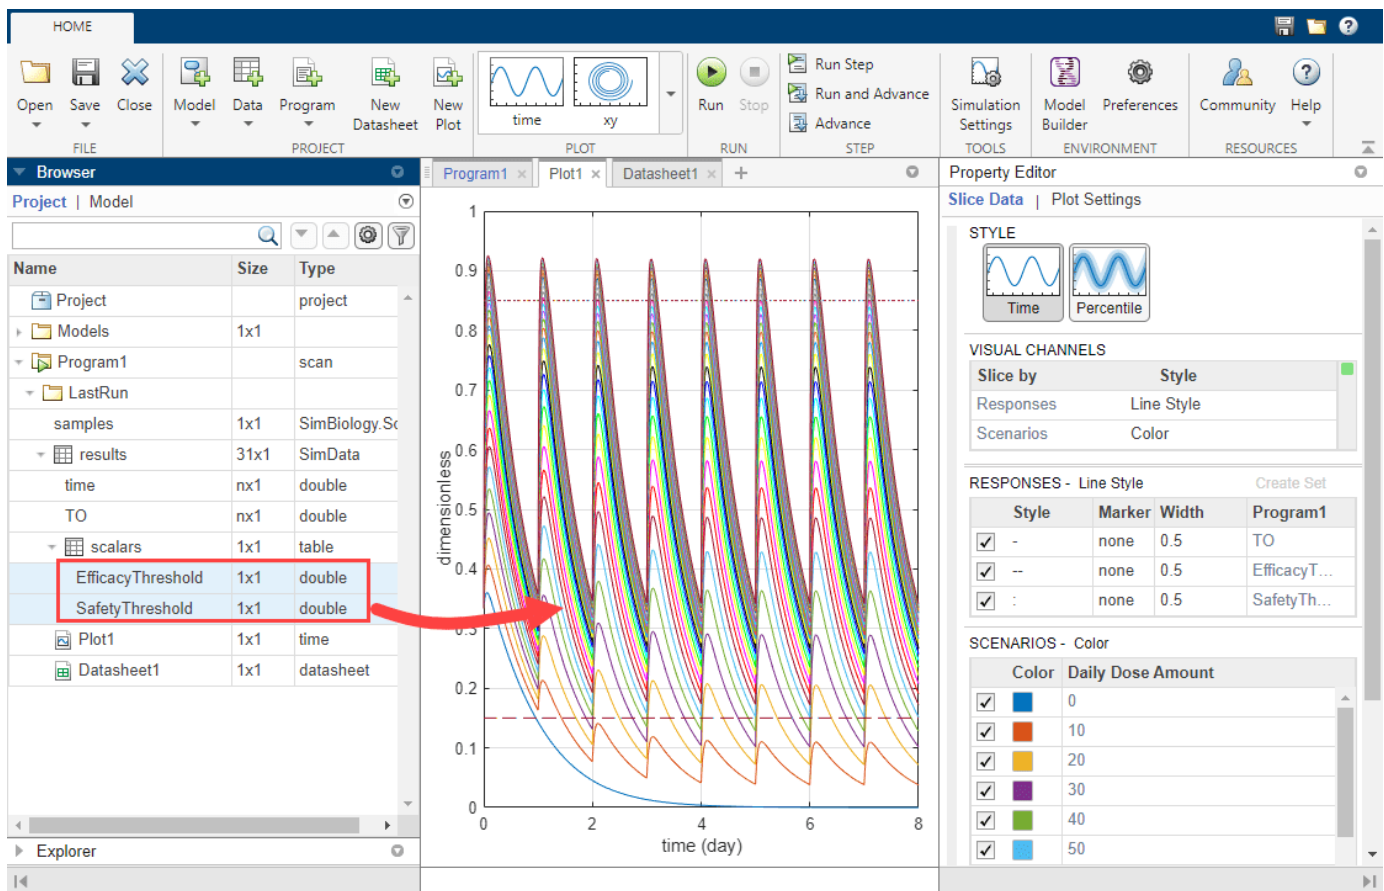 HOME
Open Save Close Model Data Program New Datasheet New Plot time xy Run Stop Run Step Simulation Settings Model Builder Preferences Community Help
Run and Advance
Advance
FILE PROJECT PLOT RUN STEP TOOLS ENVIRONMENT RESOURCES
Browser
Project | Model
Name Size Type
Project project
Models 1x1
Program1 scan
LastRun
samples 1x1 SimBiology.Sc
results 31x1 SimData
time nx1 double
TO nx1 double
scalars 1x1 table
EfficacyThreshold 1x1 double
SafetyThreshold 1x1 double
Plot1 1x1 time
Datasheet1 1x1 datasheet
Explorer
Program1 × Plot1 × Datasheet1 × +
1
0.9
0.8
0.7
0.6
0.5
0.4
0.3
0.2
0.1
0
dimensionless
0 2 4 6 8
time (day)
Property Editor
Slice Data | Plot Settings
STYLE
Time Percentile
VISUAL CHANNELS
Slice by Style
Responses Line Style
Scenarios Color
RESPONSES - Line Style Create Set
Style Marker Width Program1
- none 0.5 TO
-- none 0.5 EfficacyT...
: none 0.5 SafetyTh...
SCENARIOS - Color
Color Daily Dose Amount
0
10
20
30
40
50